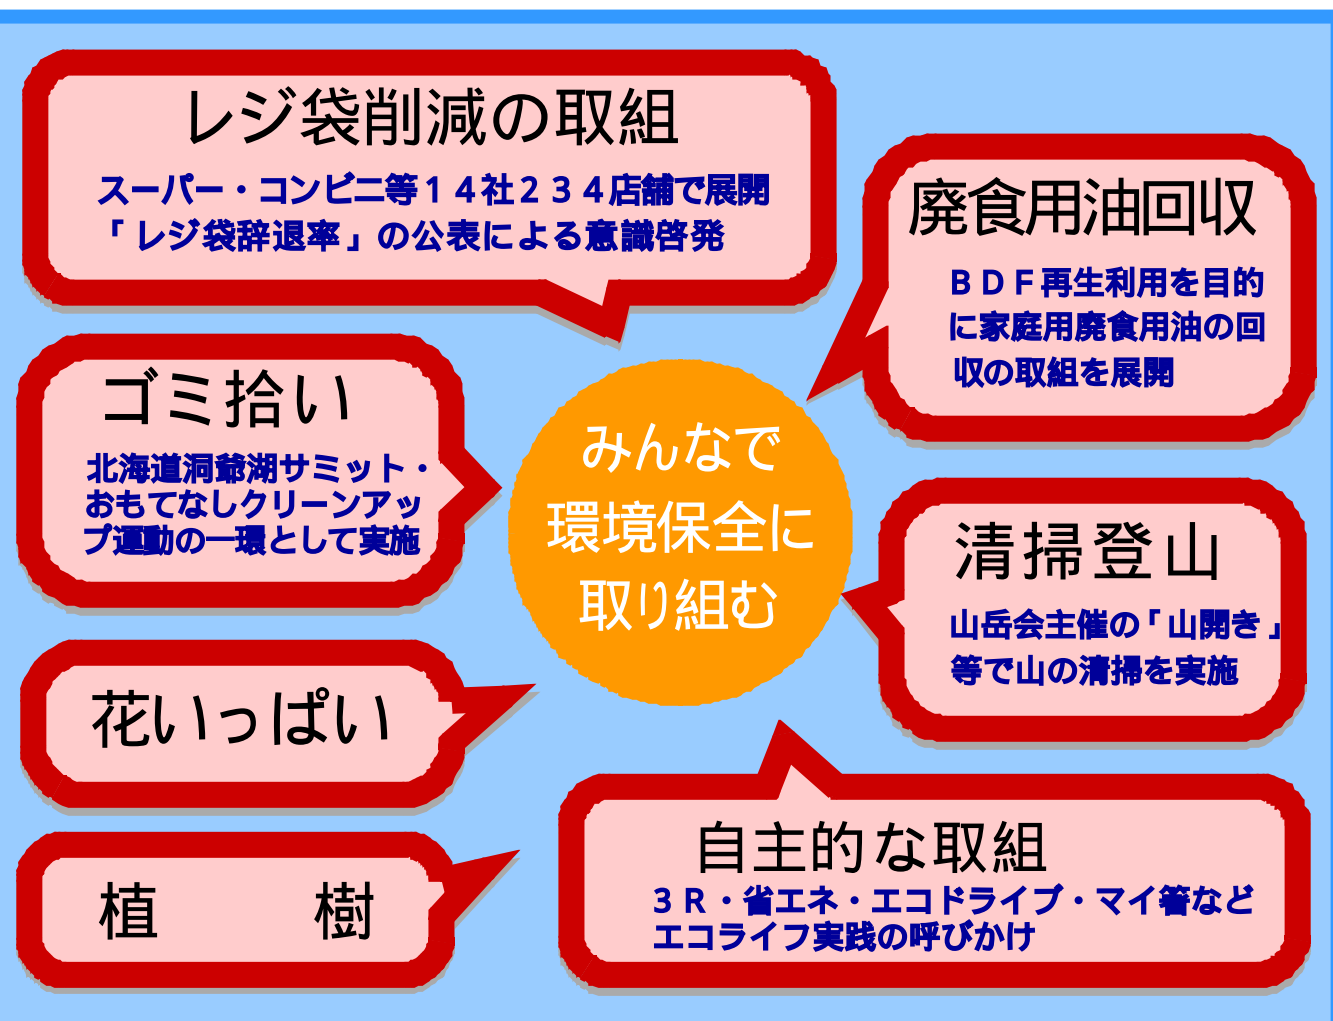 レジ袋削減の取組
スーパー・コンビニ等１４社２３４店舗で展開
「レジ袋辞退率」の公表による意識啓発
廃食用油回収
ＢＤＦ再生利用を目的
に家庭用廃食用油の回
収の取組を展開
ゴミ拾い
北海道洞爺湖サミット・
おもてなしクリーンアッ
プ運動の一環として実施
みんなで
環境保全に
取り組む
清掃登山
山岳会主催の「山開き」
等で山の清掃を実施
花いっぱい
植　　樹
自主的な取組
３Ｒ・省エネ・エコドライブ・マイ箸など
エコライフ実践の呼びかけ